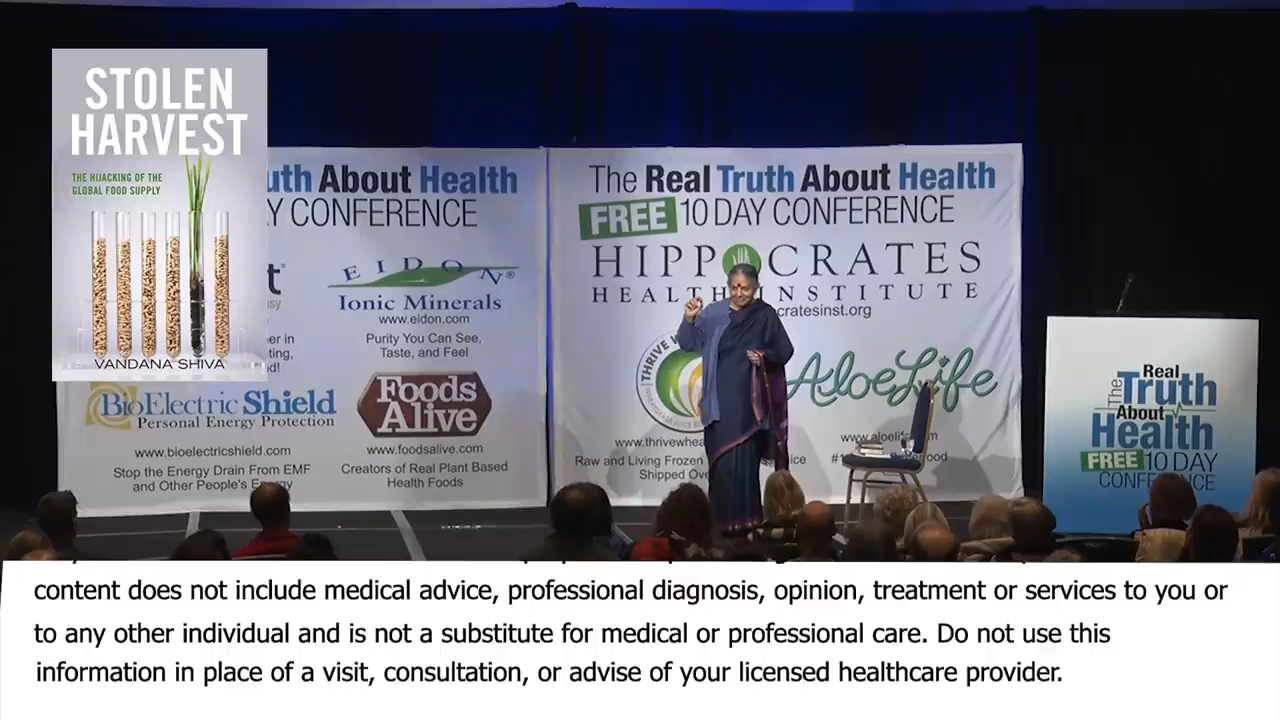 STOLEN
HARVEST
THE HIJACKING OF THE
GLOBAL FOOD SUPPLY
VANDANA SHIVA
uth About Health
Y CONFERENCE
EIDON®
Ionic Minerals
www.eidon.com
Purity You Can See,
Taste, and Feel
BioElectric Shield
Personal Energy Protection
www.bioelectricshield.com
Stop the Energy Drain From EMF
and Other People's Energy
Foods
Alive
www.foodsalive.com
Creators of Real Plant Based
Health Foods
The Real Truth About Health
FREE 10 DAY CONFERENCE
HIPPOCRATES
HEALTH INSTITUTE
cratesinst.org
THRIVE
AloeLife
www.thrivewhea
www.aloelif
Raw and Living Frozen
Shipped Ove
The
Real
Truth
About
Health
FREE 10 DAY
CONFERENCE
content does not include medical advice, professional diagnosis, opinion, treatment or services to you or
to any other individual and is not a substitute for medical or professional care. Do not use this
information in place of a visit, consultation, or advise of your licensed healthcare provider.